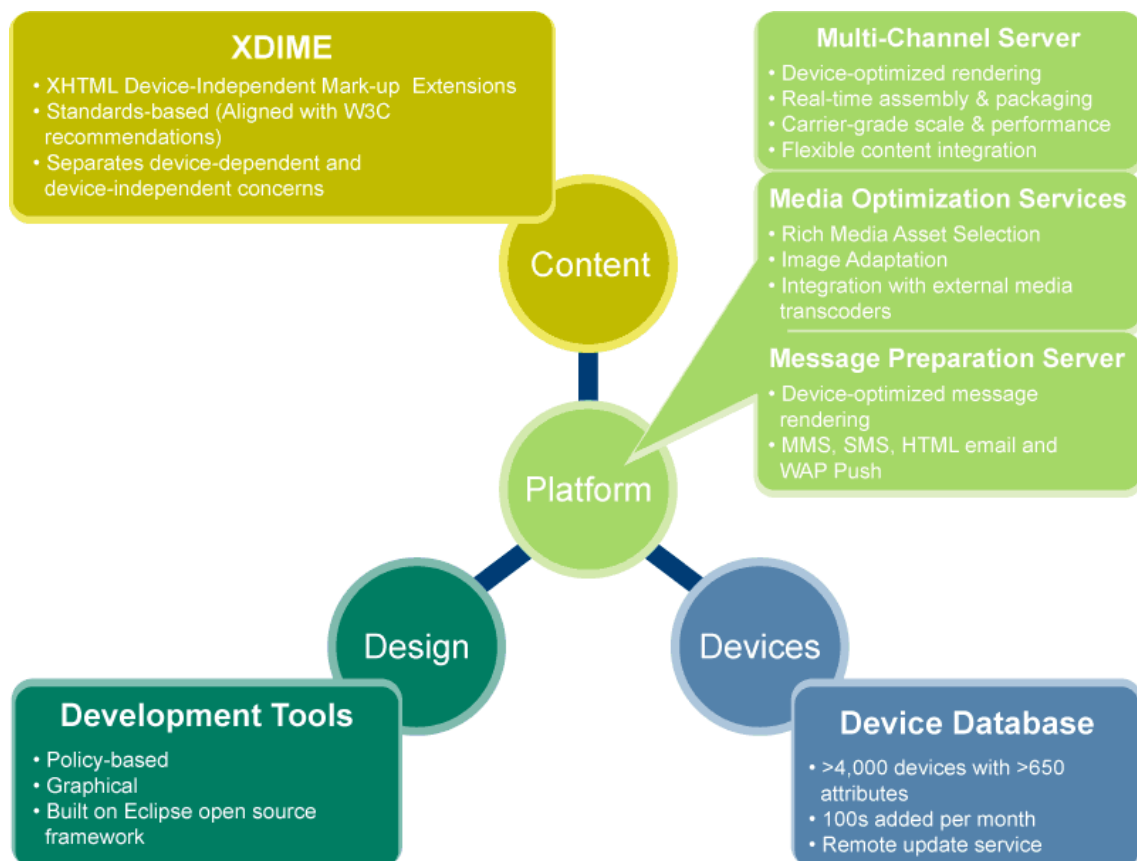 XDIME
• XHTML Device-Independent Mark-up Extensions
• Standards-based (Aligned with W3C
recommendations)
• Separates device-dependent and
device-independent concerns
Multi-Channel Server
• Device-optimized rendering
• Real-time assembly & packaging
• Carrier-grade scale & performance
• Flexible content integration
Media Optimization Services
• Rich Media Asset Selection
• Image Adaptation
• Integration with external media
transcoders
Message Preparation Server
• Device-optimized message
rendering
• MMS, SMS, HTML email and
WAP Push
Content
Platform
Design
Devices
Development Tools
• Policy-based
• Graphical
• Built on Eclipse open source
framework
Device Database
• >4,000 devices with >650
attributes
• 100s added per month
• Remote update service